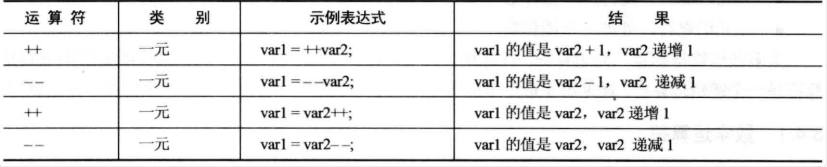 运 算 符 类 别 示例表达式 结 果
++ 一元 var1 = ++var2; var1 的值是 var2 + 1，var2 递增 1
-- 一元 var1 = --var2; var1 的值是 var2 - 1，var2 递减 1
++ 一元 var1 = var2++; var1 的值是 var2，var2 递增 1
-- 一元 var1 = var2--; var1 的值是 var2，var2 递减 1